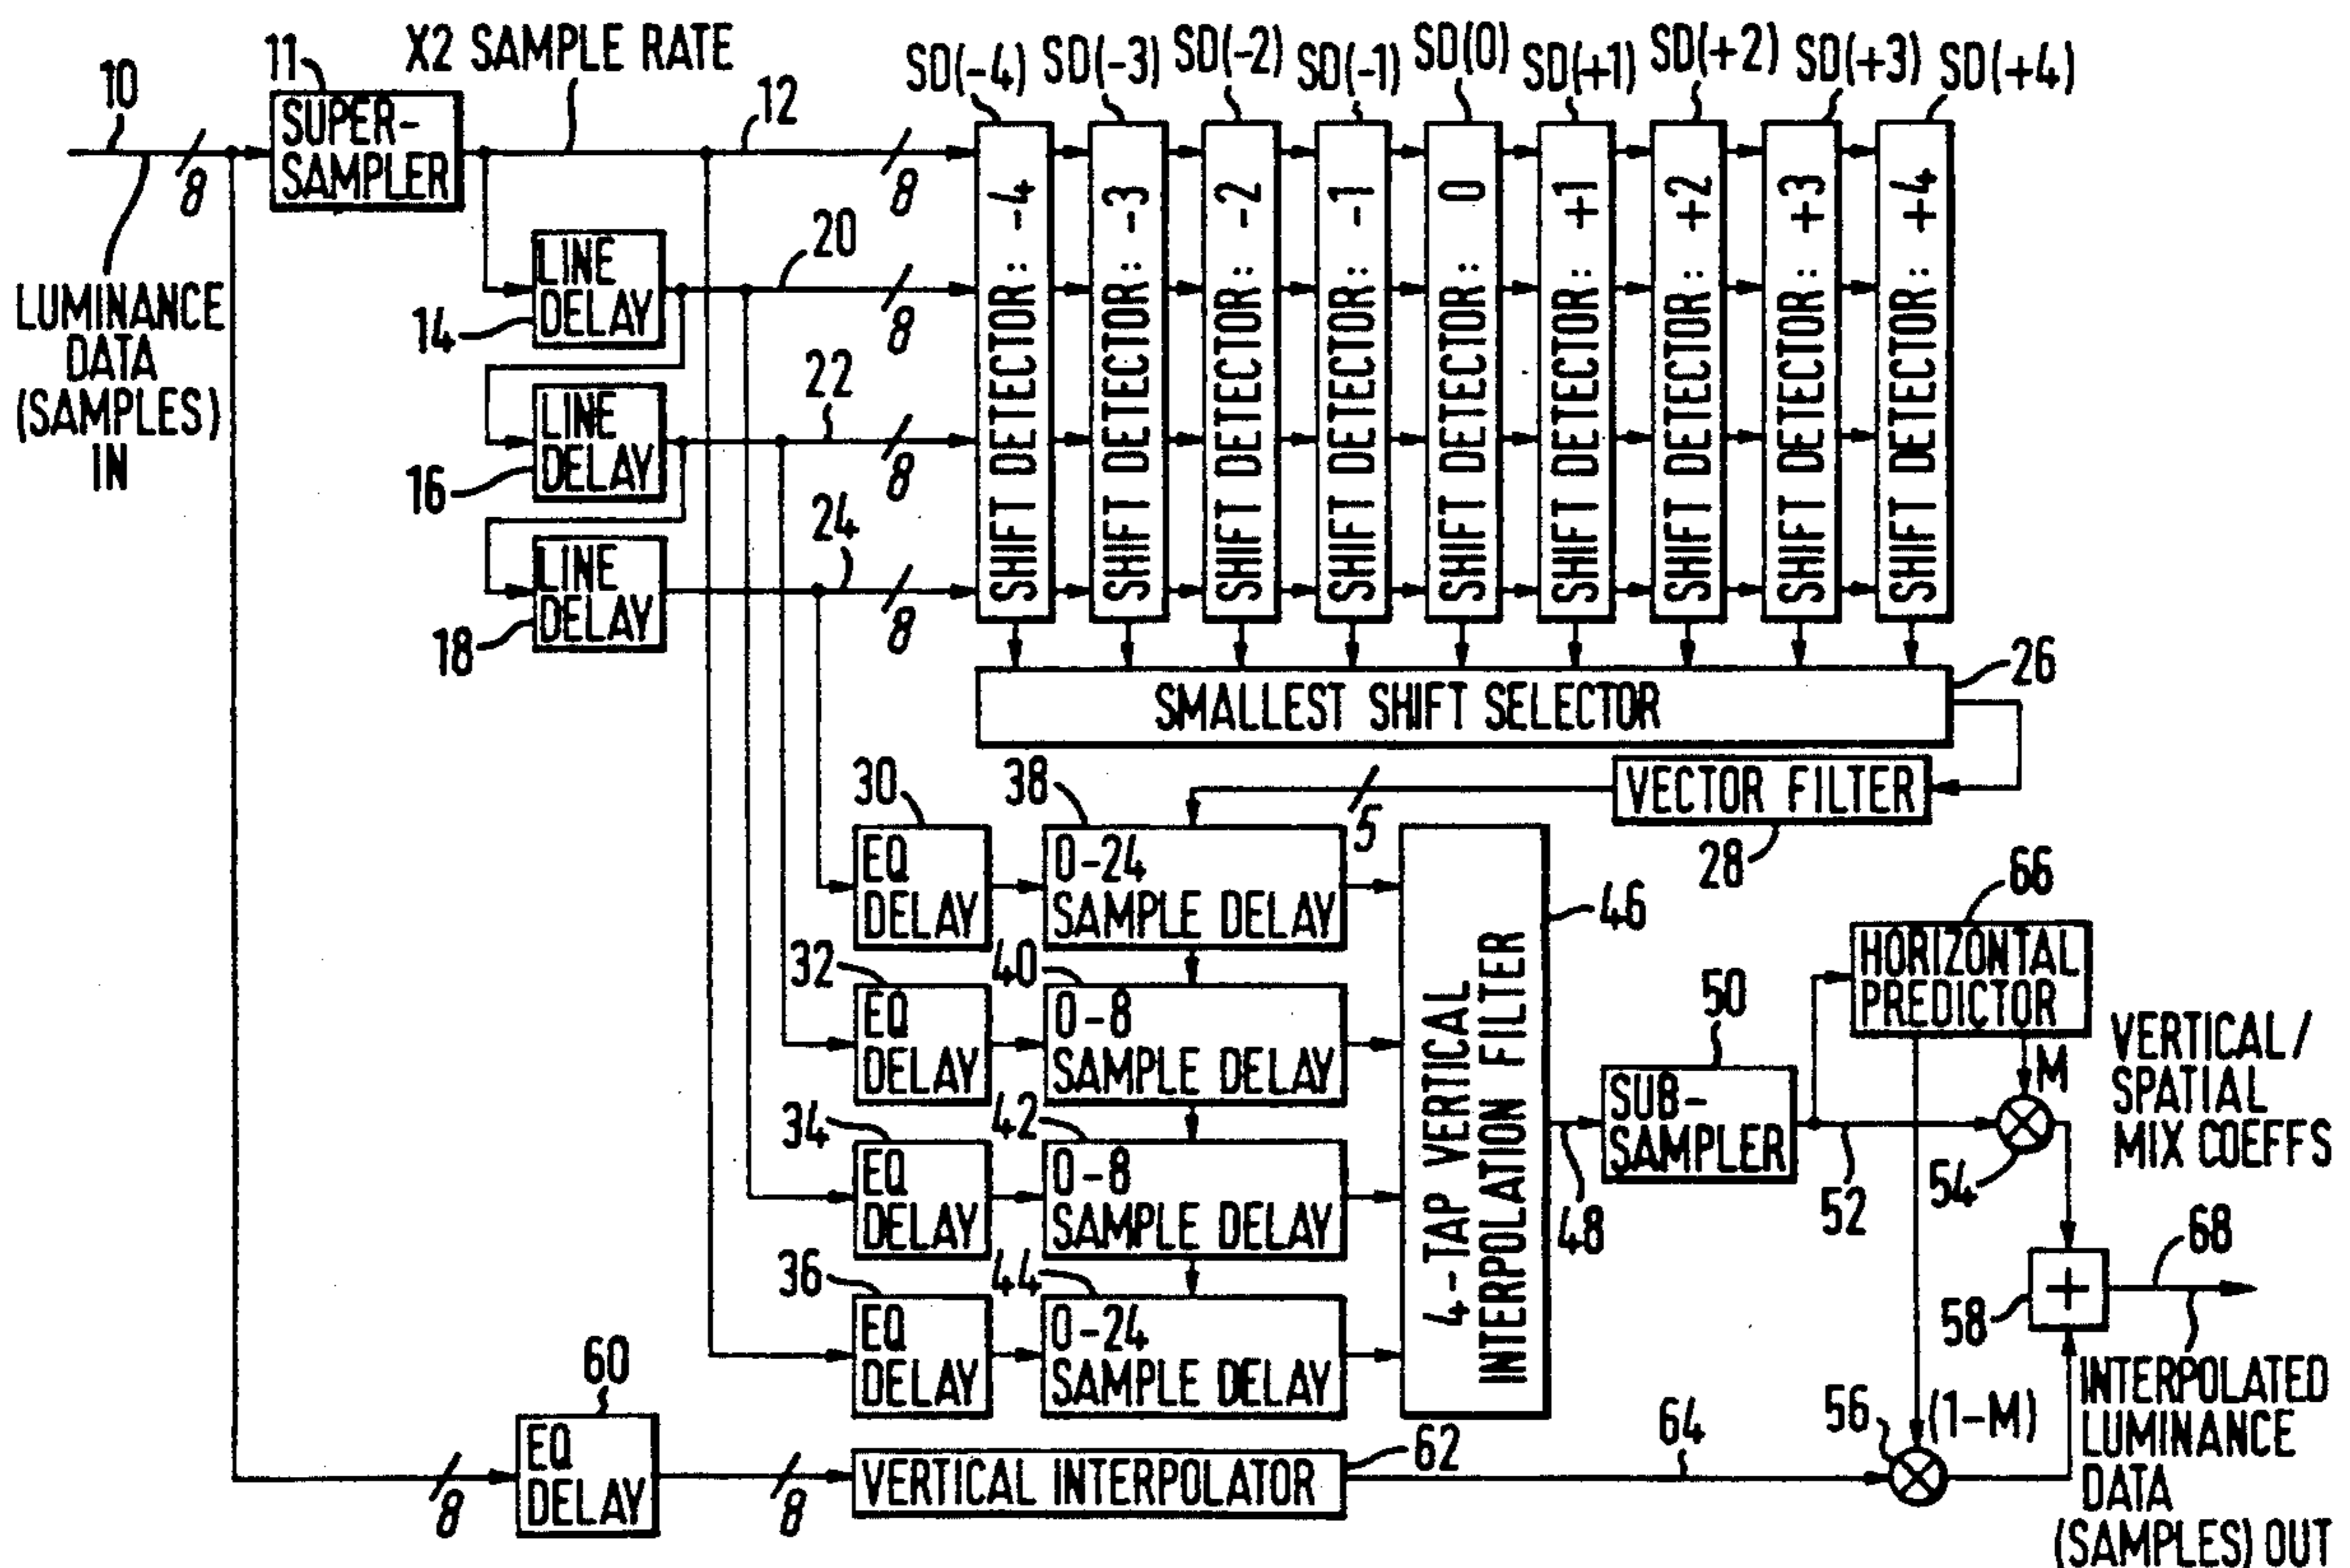 X2 SAMPLE RATE
10
11
12
SD(-4) SD(-3) SD(-2) SD(-1) SD(0) SD(+1) SD(+2) SD(+3) SD(+4)
SUPER-
SAMPLER
8
8
LUMINANCE
DATA
(SAMPLES)
IN
LINE
DELAY
14
20
8
LINE
DELAY
16
22
8
LINE
DELAY
18
24
8
SHIFT DETECTOR: -4
SHIFT DETECTOR: -3
SHIFT DETECTOR: -2
SHIFT DETECTOR: -1
SHIFT DETECTOR: 0
SHIFT DETECTOR: +1
SHIFT DETECTOR: +2
SHIFT DETECTOR: +3
SHIFT DETECTOR: +4
SMALLEST SHIFT SELECTOR
26
VECTOR FILTER
28
5
30
EQ
DELAY
38
0-24
SAMPLE DELAY
32
EQ
DELAY
40
0-8
SAMPLE DELAY
34
EQ
DELAY
42
0-8
SAMPLE DELAY
36
EQ
DELAY
44
0-24
SAMPLE DELAY
4-TAP VERTICAL
INTERPOLATION FILTER
46
48
50
SUB-
SAMPLER
52
66
HORIZONTAL
PREDICTOR
M
VERTICAL/
SPATIAL
MIX COEFFS
54
58
+
68
60
8
EQ
DELAY
8
VERTICAL INTERPOLATOR
62
64
56
(1-M)
INTERPOLATED
LUMINANCE
DATA
(SAMPLES) OUT